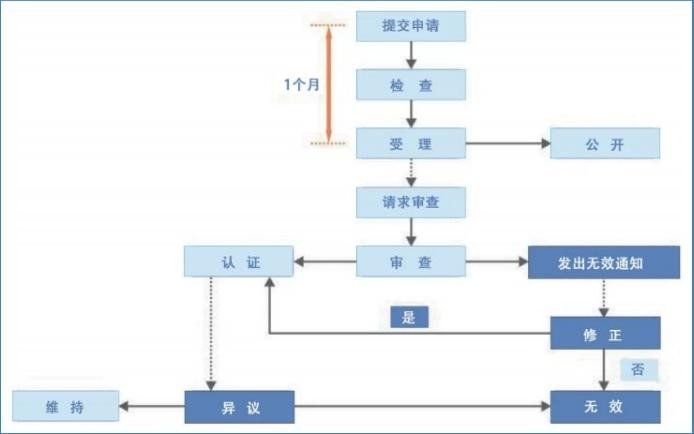 提交申请
1个月
检 查
受 理
公 开
请求审查
认 证
审 查
发出无效通知
是
修 正
否
维 持
异 议
无 效